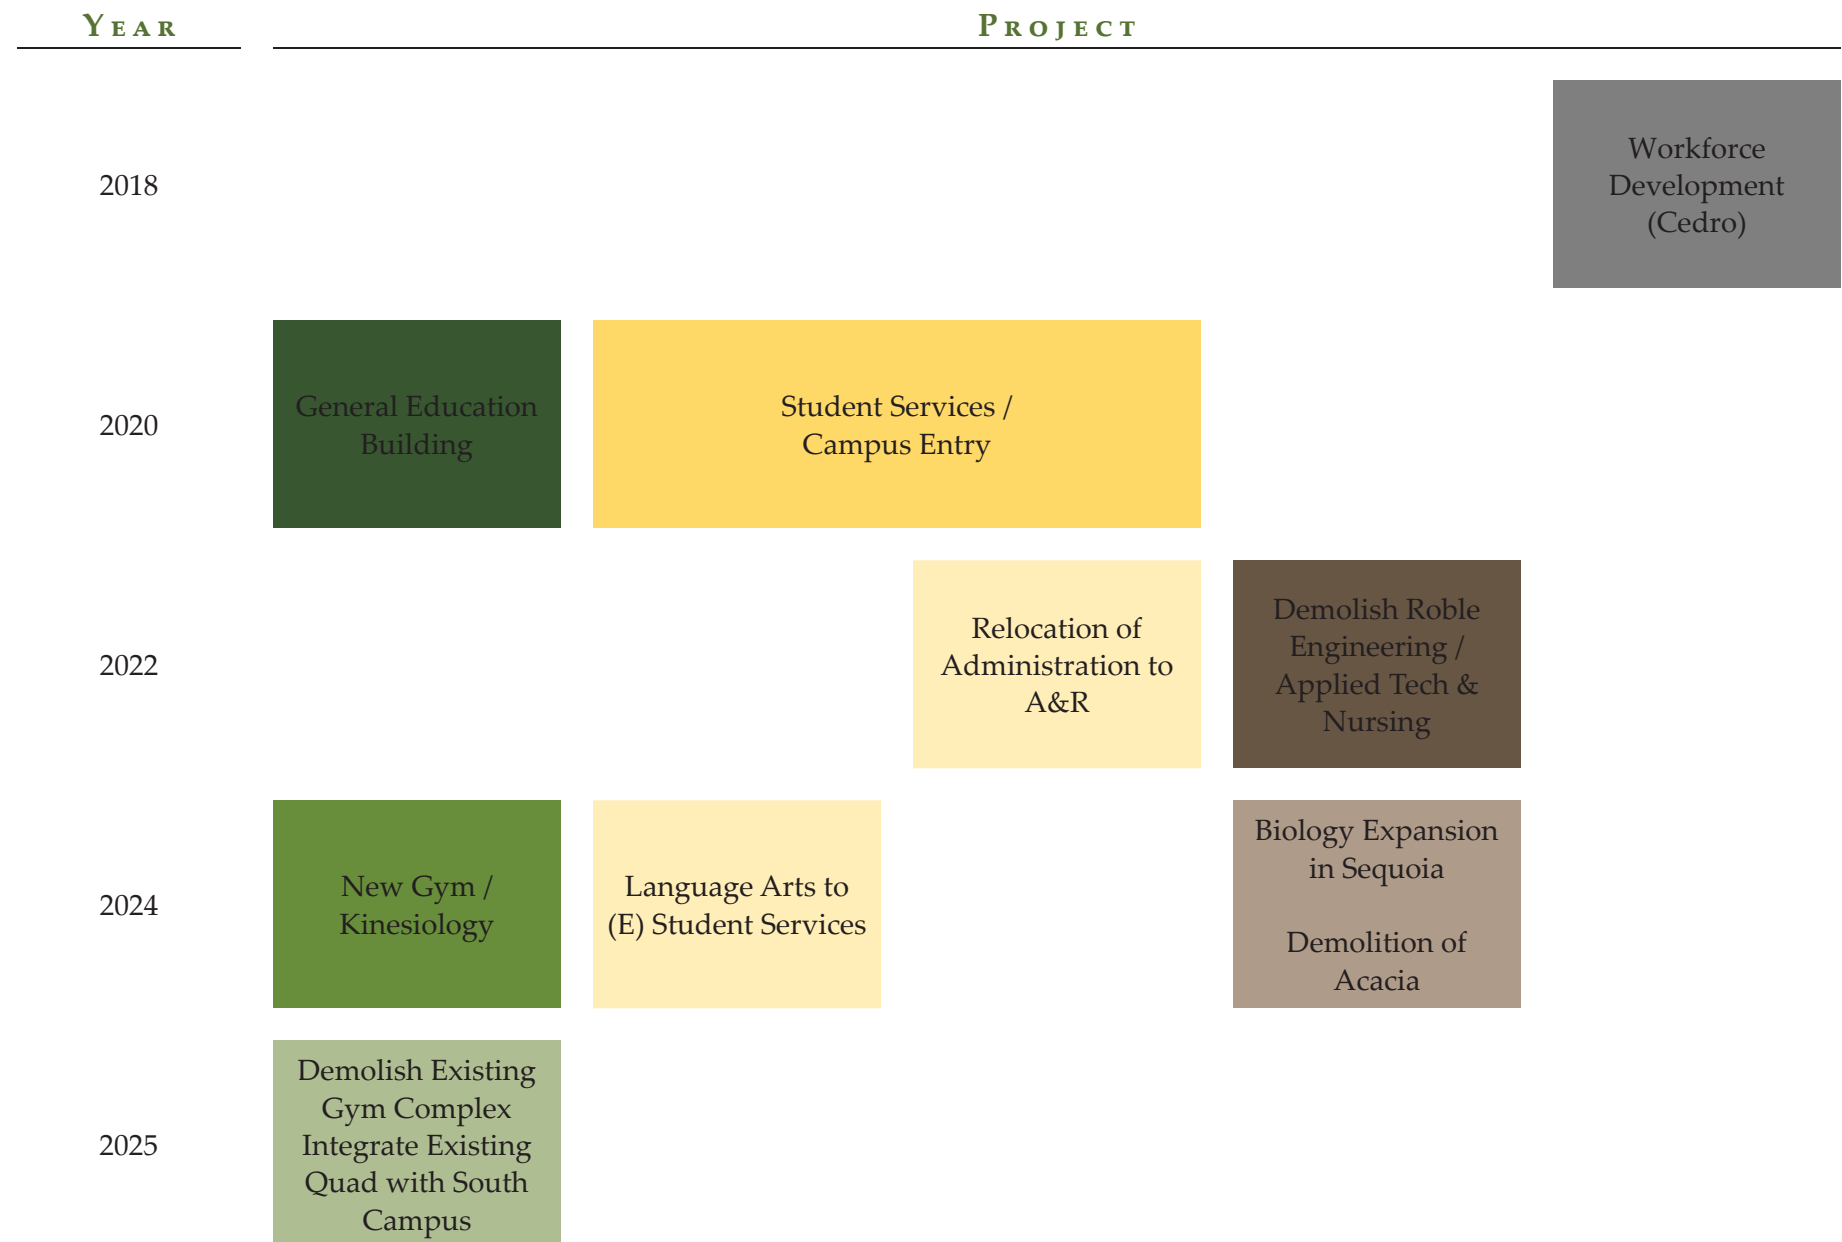 YEAR
PROJECT
2018
Workforce
Development
(Cedro)
2020
General Education
Building
Student Services /
Campus Entry
2022
Relocation of
Administration to
A&R
Demolish Roble
Engineering /
Applied Tech &
Nursing
2024
New Gym /
Kinesiology
Language Arts to
(E) Student Services
Biology Expansion
in Sequoia
Demolition of
Acacia
2025
Demolish Existing
Gym Complex
Integrate Existing
Quad with South
Campus